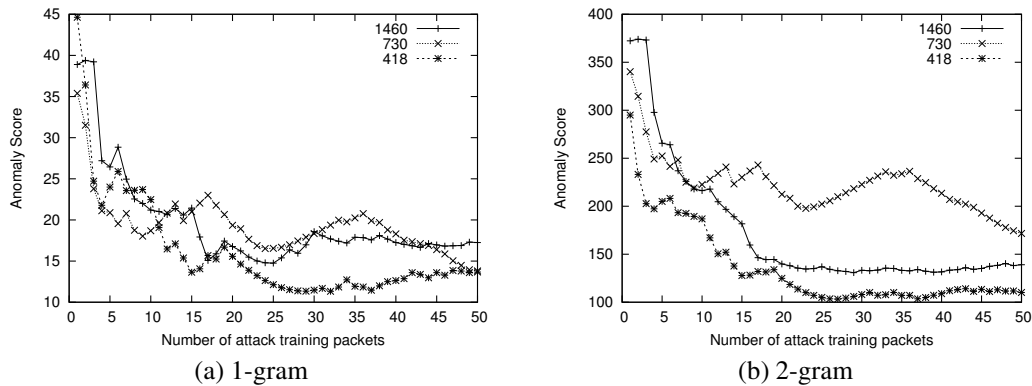 45
40
35
30
25
20
15
10
0 5 10 15 20 25 30 35 40 45 50
Anomaly Score
Number of attack training packets
1460
730
418
(a) 1-gram
400
350
300
250
200
150
100
0 5 10 15 20 25 30 35 40 45 50
Anomaly Score
Number of attack training packets
1460
730
418
(b) 2-gram